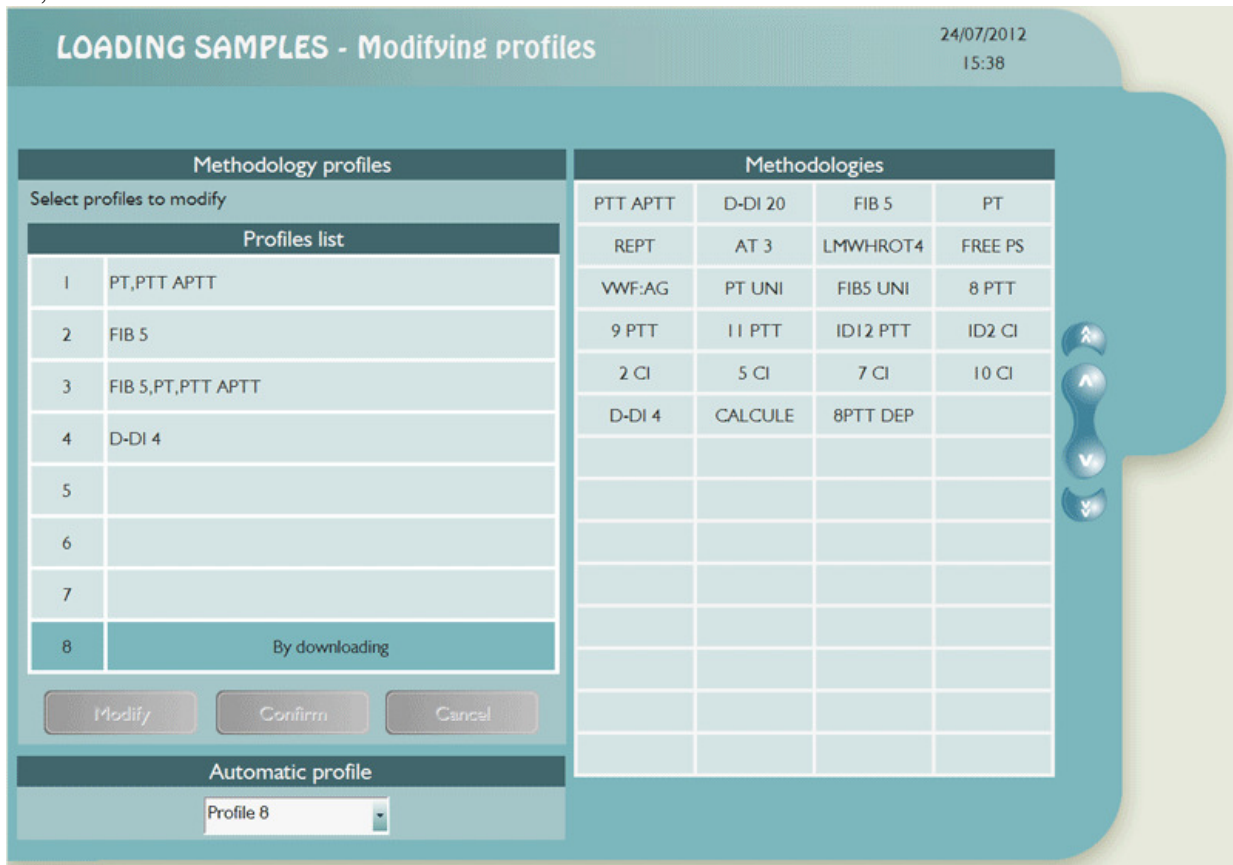 LOADING SAMPLES - Modifying profiles
24/07/2012
15:38
Methodology profiles
Select profiles to modify
Profiles list
1 PT,PTT APTT
2 FIB 5
3 FIB 5,PT,PTT APTT
4 D-DI 4
5
6
7
8 By downloading
Modify Confirm Cancel
Automatic profile
Profile 8
Methodologies
PTT APTT D-DI 20 FIB 5 PT
REPT AT 3 LMWHROT4 FREE PS
VWF:AG PT UNI FIB5 UNI 8 PTT
9 PTT 11 PTT ID12 PTT ID2 CI
2 CI 5 CI 7 CI 10 CI
D-DI 4 CALCULE 8PTT DEP